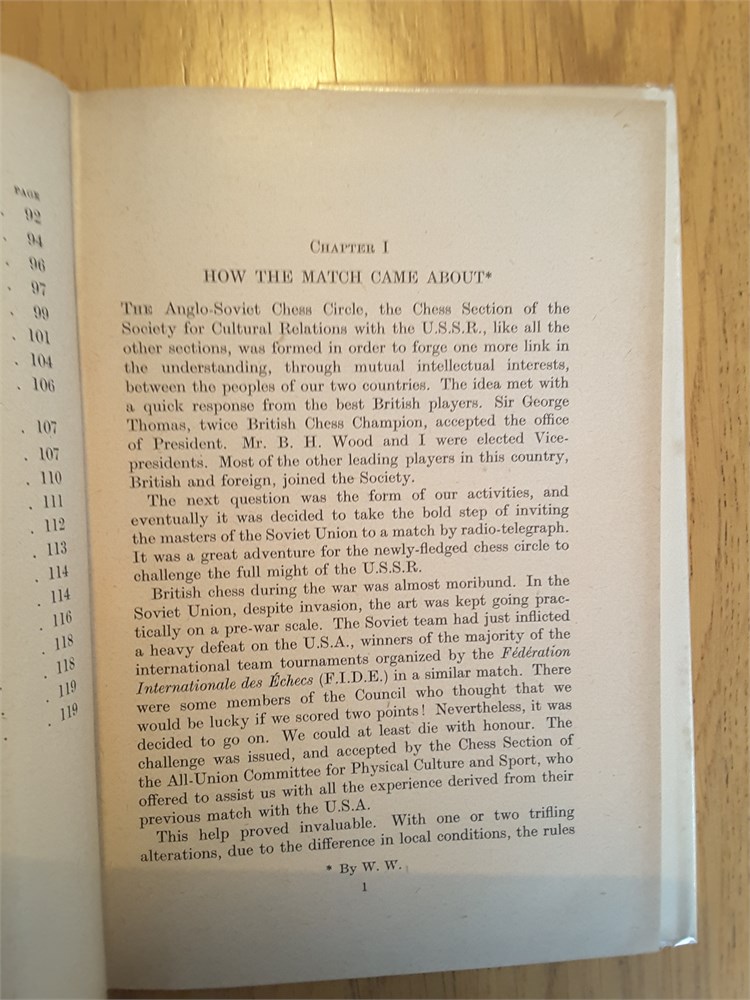 PAGE
. 92
. 94
. 96
. 97
. 99
. 101
. 104
. 106
. 107
. 107
. 110
. 111
. 112
. 113
. 114
. 114
. 116
. 118
. 118
. 119
. 119
CHAPTER I
HOW THE MATCH CAME ABOUT*
THE Anglo-Soviet Chess Circle, the Chess Section of the
Society for Cultural Relations with the U.S.S.R., like all the
other sections, was formed in order to forge one more link in
the understanding, through mutual intellectual interests,
between the peoples of our two countries. The idea met with
a quick response from the best British players. Sir George
Thomas, twice British Chess Champion, accepted the office
of President. Mr. B. H. Wood and I were elected Vice-
presidents. Most of the other leading players in this country,
British and foreign, joined the Society.
The next question was the form of our activities, and
eventually it was decided to take the bold step of inviting
the masters of the Soviet Union to a match by radio-telegraph.
It was a great adventure for the newly-fledged chess circle to
challenge the full might of the U.S.S.R.
British chess during the war was almost moribund. In the
Soviet Union, despite invasion, the art was kept going prac-
tically on a pre-war scale. The Soviet team had just inflicted
a heavy defeat on the U.S.A., winners of the majority of the
international team tournaments organized by the Fédération
Internationale des Échecs (F.I.D.E.) in a similar match. There
were some members of the Council who thought that we
would be lucky if we scored two points! Nevertheless, it was
decided to go on. We could at least die with honour. The
challenge was issued, and accepted by the Chess Section of
the All-Union Committee for Physical Culture and Sport, who
offered to assist us with all the experience derived from their
previous match with the U.S.A.
This help proved invaluable. With one or two trifling
alterations, due to the difference in local conditions, the rules
* By W. W.
1